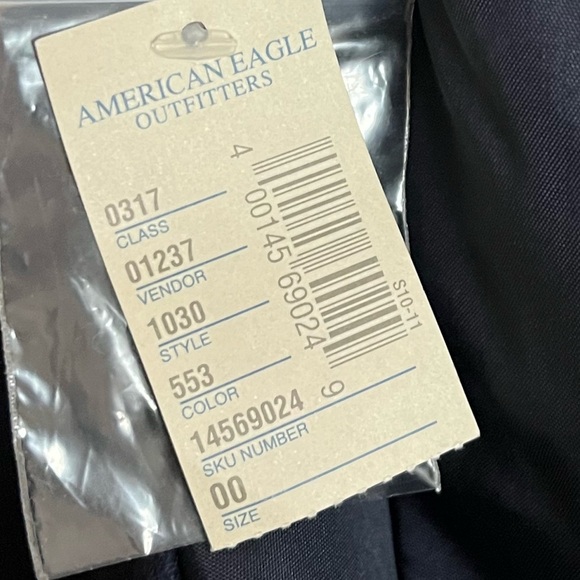 AMERICAN EAGLE
OUTFITTERS
0317
CLASS
01237
VENDOR
1030
STYLE
553
COLOR
14569024
SKU NUMBER
00
SIZE
4 00145 69024 9
S10-11